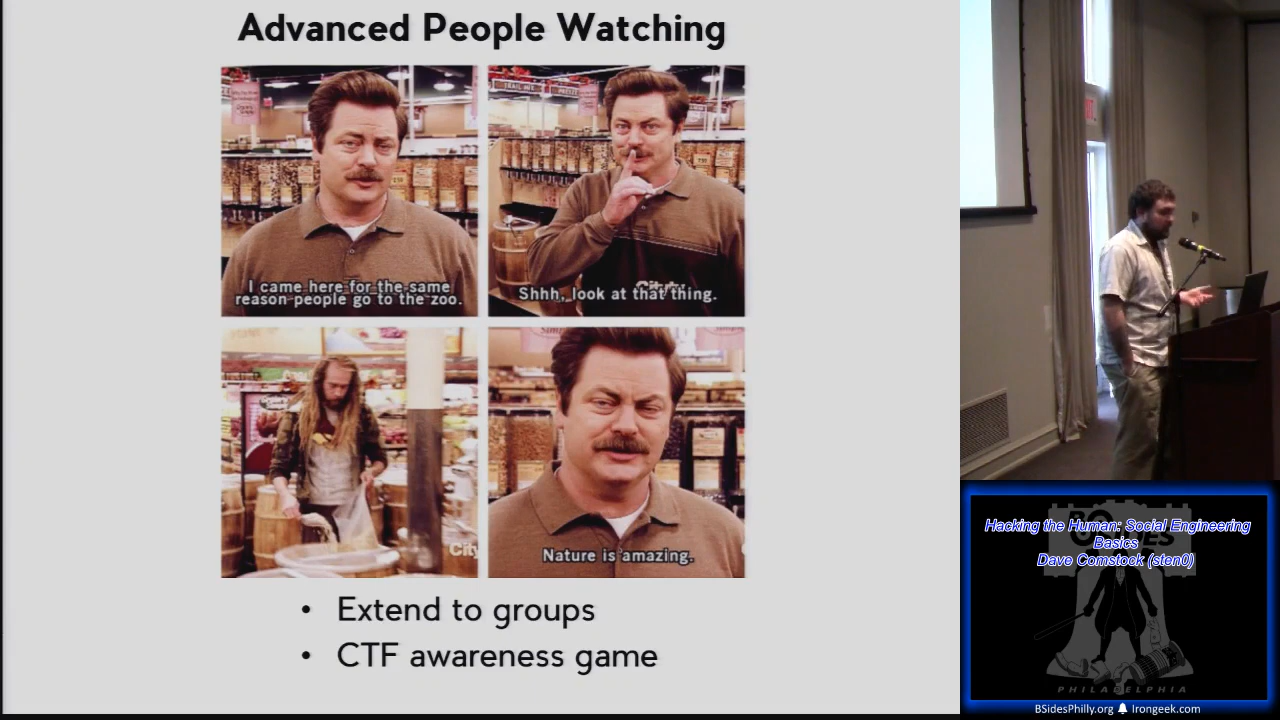 Advanced People Watching
I came here for the same
reason people go to the zoo.
Shhh, look at that thing.
City
Nature is amazing.
• Extend to groups
• CTF awareness game
Hacking the Human: Social Engineering
Basics
Dave Comstock (sten0)
PHILADELPHIA
BSidesPhilly.org Irongeek.com